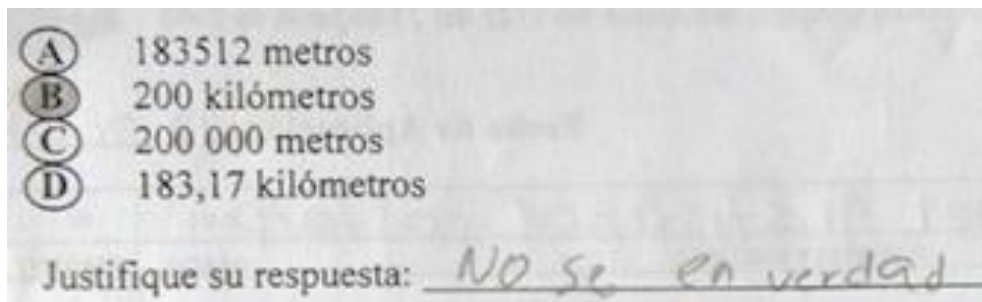 A 183512 metros
B 200 kilómetros
C 200 000 metros
D 183,17 kilómetros
Justifique su respuesta: No se en verdad